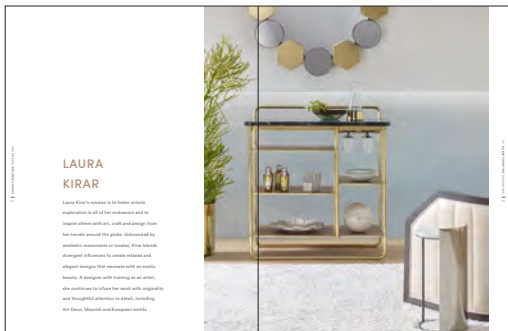 LAURA
KIRAR
Laura Kirar's mission is to foster artistic
exploration in all of her endeavors and to
inspire others with art, craft and design from
her travels around the globe. Unbounded by
aesthetic movements or locales, Kirar blends
divergent influences to create relaxed and
elegant designs that resonate with an exotic
beauty. A designer with training as an artist,
she continues to infuse her work with originality
and thoughtful attention to detail, including
Art Deco, Moorish and European motifs.